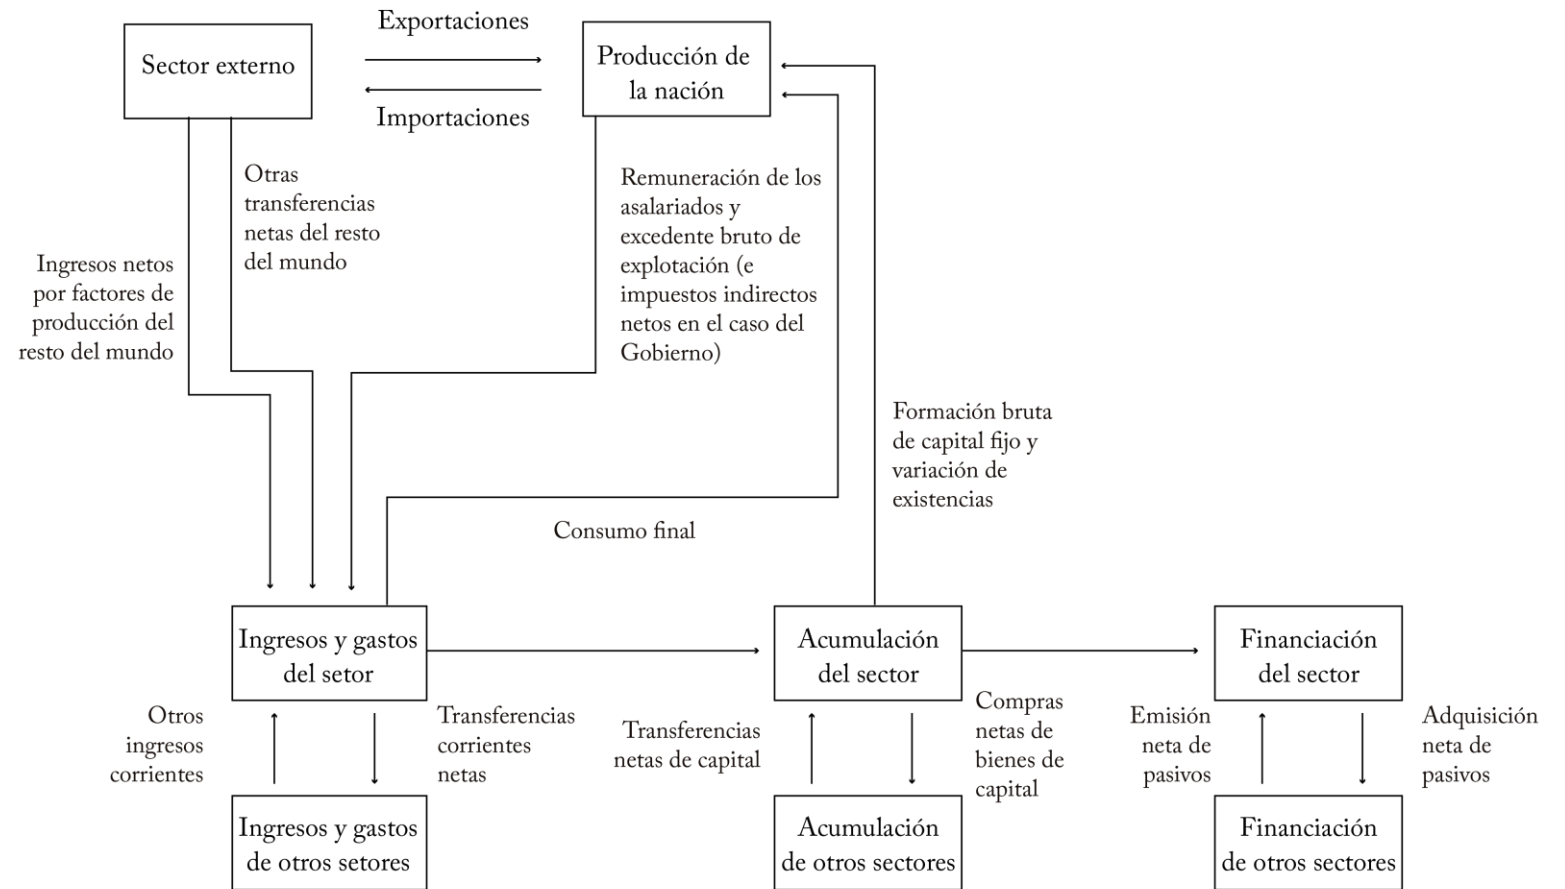 Exportaciones
Sector externo
Producción de
la nación
Importaciones
Otras
transferencias
netas del resto
del mundo
Remuneración de los
asalariados y
excedente bruto de
explotación (e
impuestos indirectos
netos en el caso del
Gobierno)
Ingresos netos
por factores de
producción del
resto del mundo
Formación bruta
de capital fijo y
variación de
existencias
Consumo final
Ingresos y gastos
del setor
Acumulación
del sector
Financiación
del sector
Otros
ingresos
corrientes
Transferencias
corrientes
netas
Transferencias
netas de capital
Compras
netas de
bienes de
capital
Emisión
neta de
pasivos
Adquisición
neta de
pasivos
Ingresos y gastos
de otros setores
Acumulación
de otros sectores
Financiación
de otros sectores